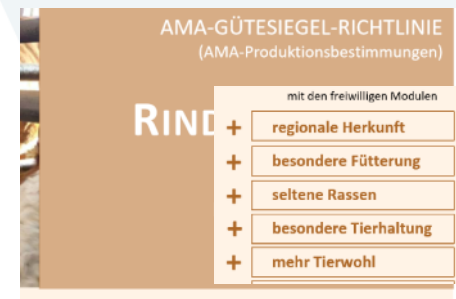 AMA-GÜTESIEGEL-RICHTLINIE
(AMA-Produktionsbestimmungen)
mit den freiwilligen Modulen
RIND
+ regionale Herkunft
+ besondere Fütterung
+ seltene Rassen
+ besondere Tierhaltung
+ mehr Tierwohl